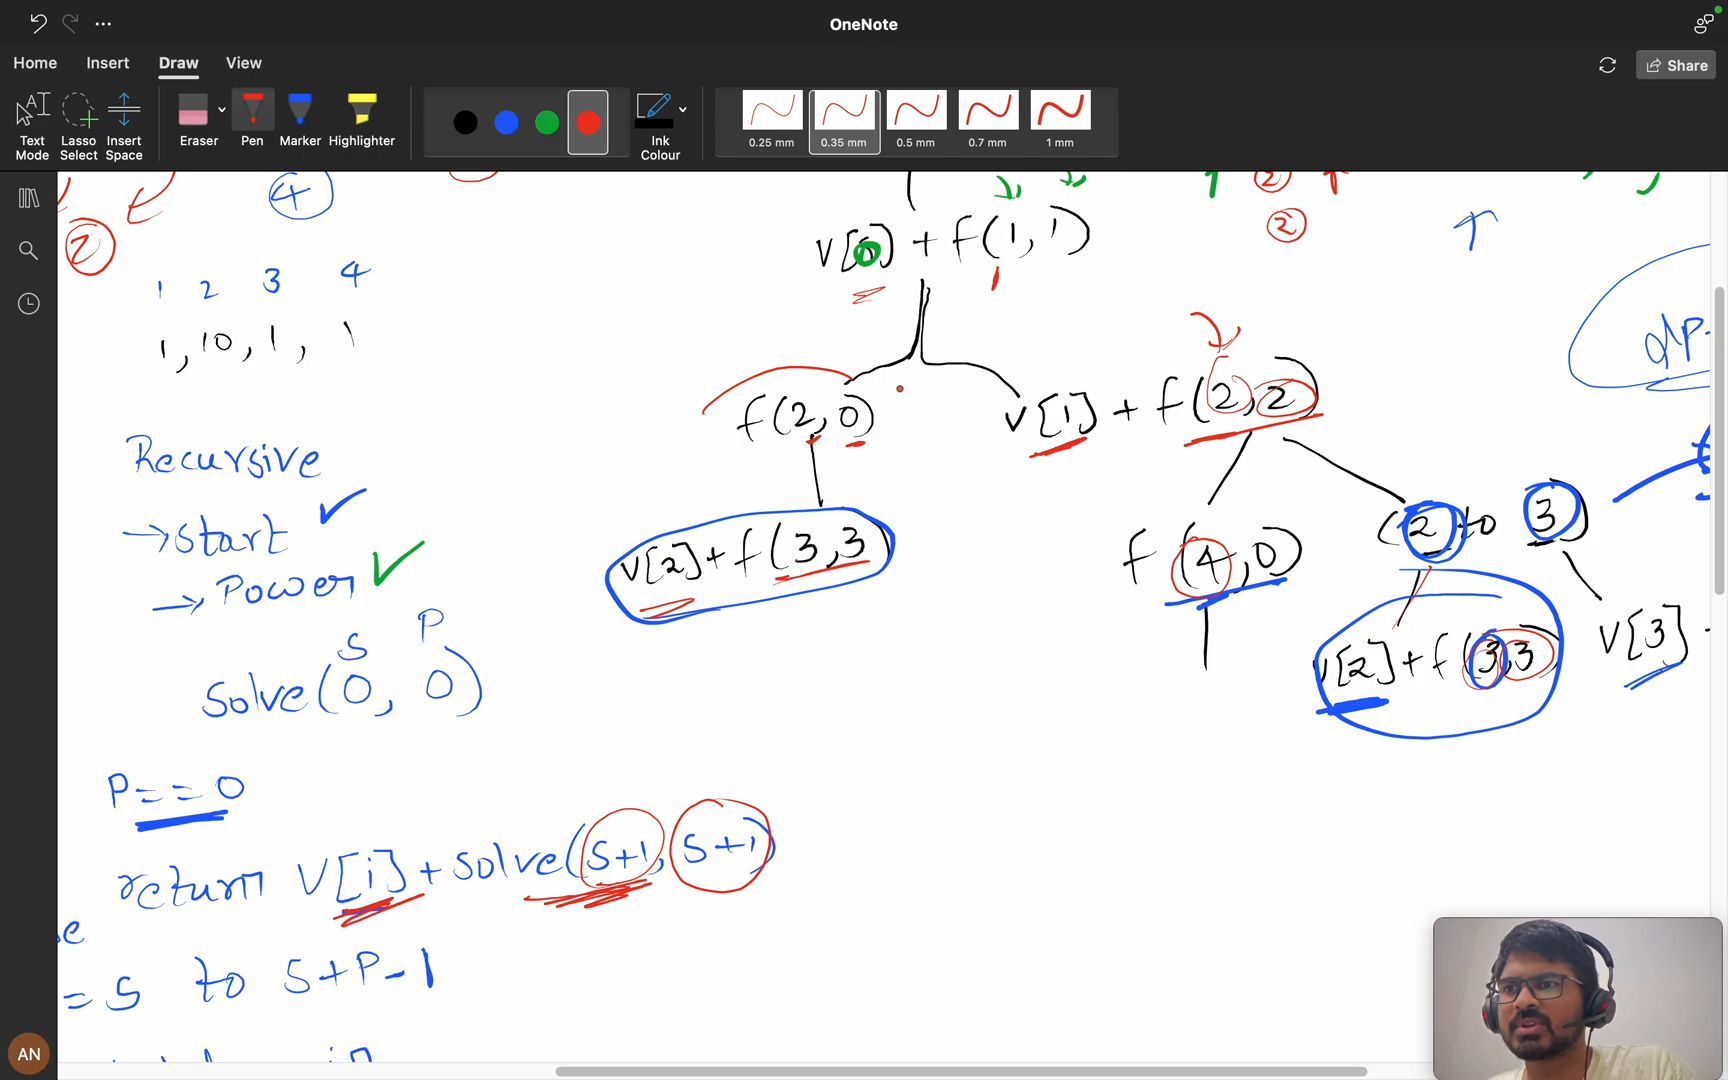 OneNote
Home Insert Draw View
Share
Text Mode
Lasso Select
Insert Space
Eraser
Pen
Marker
Highlighter
Ink Colour
0.25 mm
0.35 mm
0.5 mm
0.7 mm
1 mm
4
2
2
2
v[0] + f(1, 1)
1 2 3 4
1, 10, 1, 1
dp
f(2, 0)
v[1] + f(2, 2)
Recursive
→ start
→ Power
v[2] + f(3, 3)
f(4, 0)
(2 to 3)
v[2] + f(3, 3)
v[3]
S P
solve(0, 0)
P == 0
return v[i] + solve(s+1, s+1)
= s to s+P-1
AN